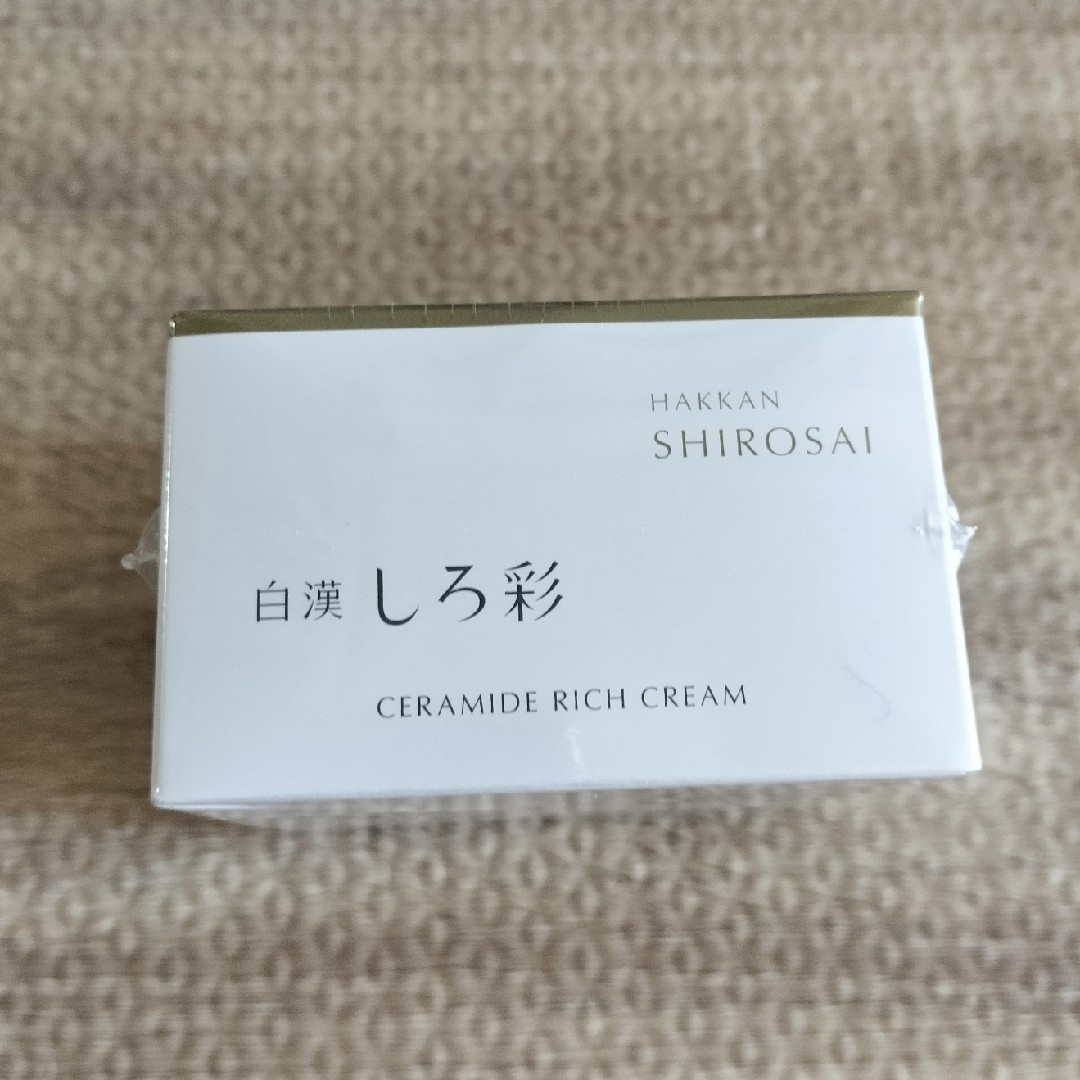 HAKKAN
SHIROSAI
白漢 しろ彩
CERAMIDE RICH CREAM